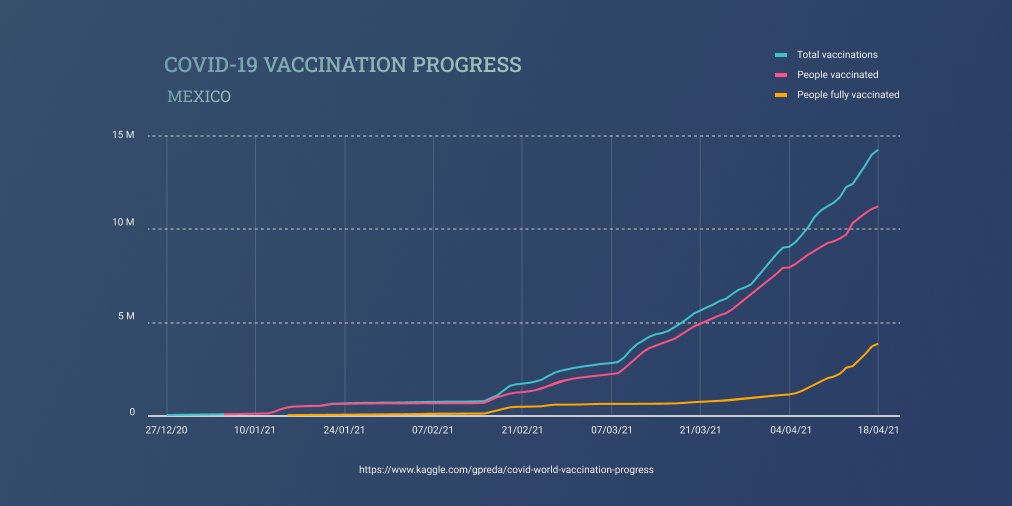 COVID-19 VACCINATION PROGRESS
MEXICO
Total vaccinations
People vaccinated
People fully vaccinated
15 M
10 M
5 M
0
27/12/20 10/01/21 24/01/21 07/02/21 21/02/21 07/03/21 21/03/21 04/04/21 18/04/21
https://www.kaggle.com/gpreda/covid-world-vaccination-progress